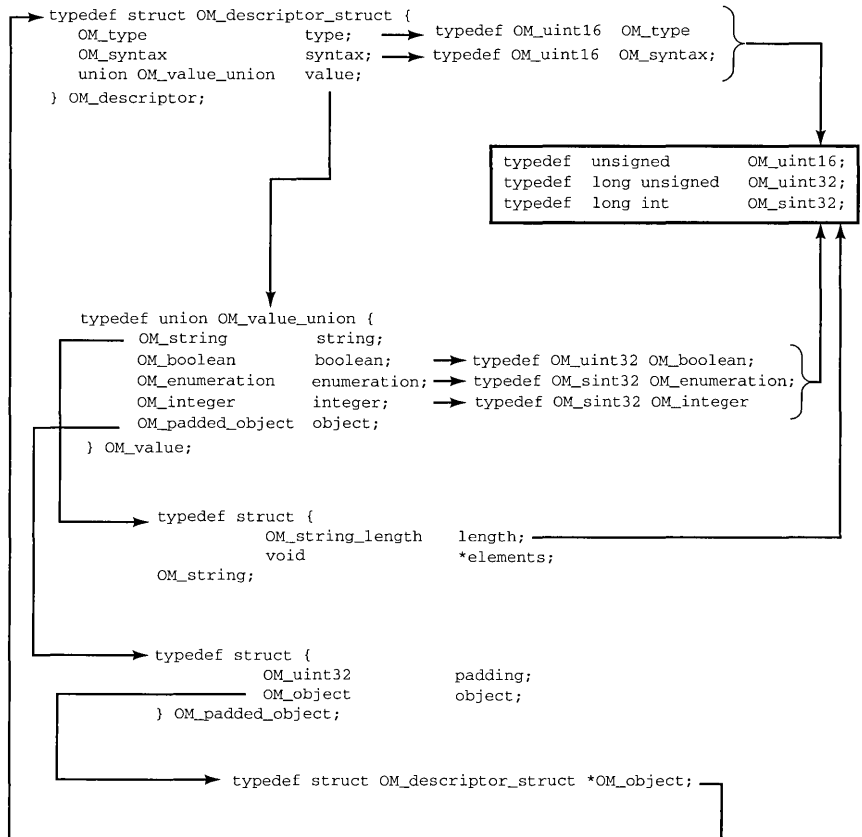 typedef struct OM_descriptor_struct {
OM_type type; typedef OM_uint16 OM_type
OM_syntax syntax; typedef OM_uint16 OM_syntax;
union OM_value_union value;
} OM_descriptor;
typedef unsigned OM_uint16;
typedef long unsigned OM_uint32;
typedef long int OM_sint32;
typedef union OM_value_union {
OM_string string;
OM_boolean boolean; typedef OM_uint32 OM_boolean;
OM_enumeration enumeration; typedef OM_sint32 OM_enumeration;
OM_integer integer; typedef OM_sint32 OM_integer
OM_padded_object object;
} OM_value;
typedef struct {
OM_string_length length;
void *elements;
OM_string;
typedef struct {
OM_uint32 padding;
OM_object object;
} OM_padded_object;
typedef struct OM_descriptor_struct *OM_object;